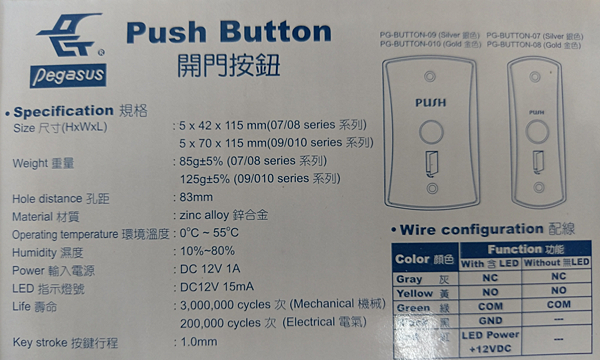 Pegasus
®
Push Button
開門按鈕
PG-BUTTON-09 (Silver 銀色)
PG-BUTTON-010 (Gold 金色)
PG-BUTTON-07 (Silver 銀色)
PG-BUTTON-08 (Gold 金色)
PUSH
PUSH
• Specification 規格
Size 尺寸(HxWxL) : 5 x 42 x 115 mm(07/08 series 系列)
5 x 70 x 115 mm(09/010 series 系列)
Weight 重量 : 85g±5% (07/08 series 系列)
125g±5% (09/010 series 系列)
Hole distance 孔距 : 83mm
Material 材質 : zinc alloy 鋅合金
Operating temperature 環境溫度 : 0°C ~ 55°C
Humidity 濕度 : 10%~80%
Power 輸入電源 : DC 12V 1A
LED 指示燈號 : DC12V 15mA
Life 壽命 : 3,000,000 cycles 次 (Mechanical 機械)
200,000 cycles 次 (Electrical 電氣)
Key stroke 按鍵行程 : 1.0mm
• Wire configuration 配線
Color 顏色 Function 功能
With 含 LED Without 無LED
Gray 灰 NC NC
Yellow 黃 NO NO
Green 綠 COM COM
黑 GND ---
紅 LED Power +12VDC ---